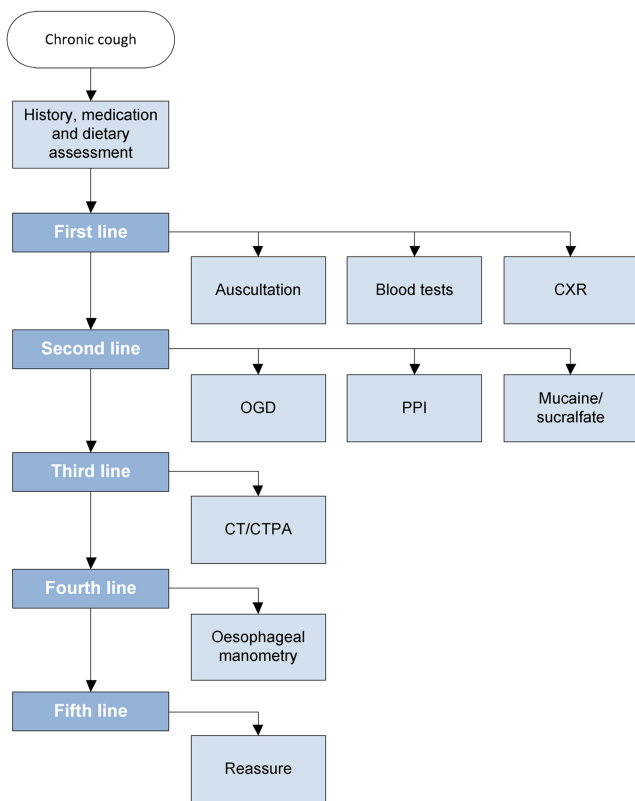 Chronic cough
History, medication
and dietary
assessment
First line
Auscultation
Blood tests
CXR
Second line
OGD
PPI
Mucaine/
sucralfate
Third line
CT/CTPA
Fourth line
Oesophageal
manometry
Fifth line
Reassure